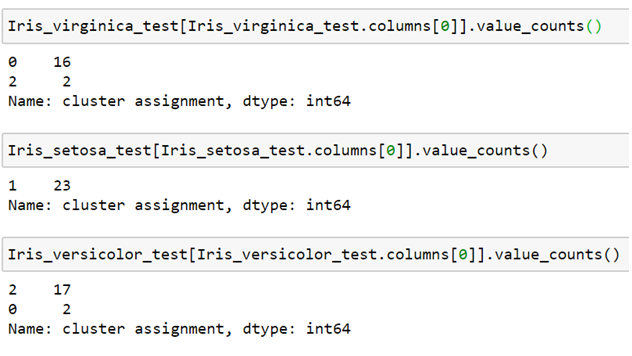 Iris_virginica_test[Iris_virginica_test.columns[0]].value_counts()
0    16
2     2
Name: cluster assignment, dtype: int64
Iris_setosa_test[Iris_setosa_test.columns[0]].value_counts()
1    23
Name: cluster assignment, dtype: int64
Iris_versicolor_test[Iris_versicolor_test.columns[0]].value_counts()
2    17
0     2
Name: cluster assignment, dtype: int64